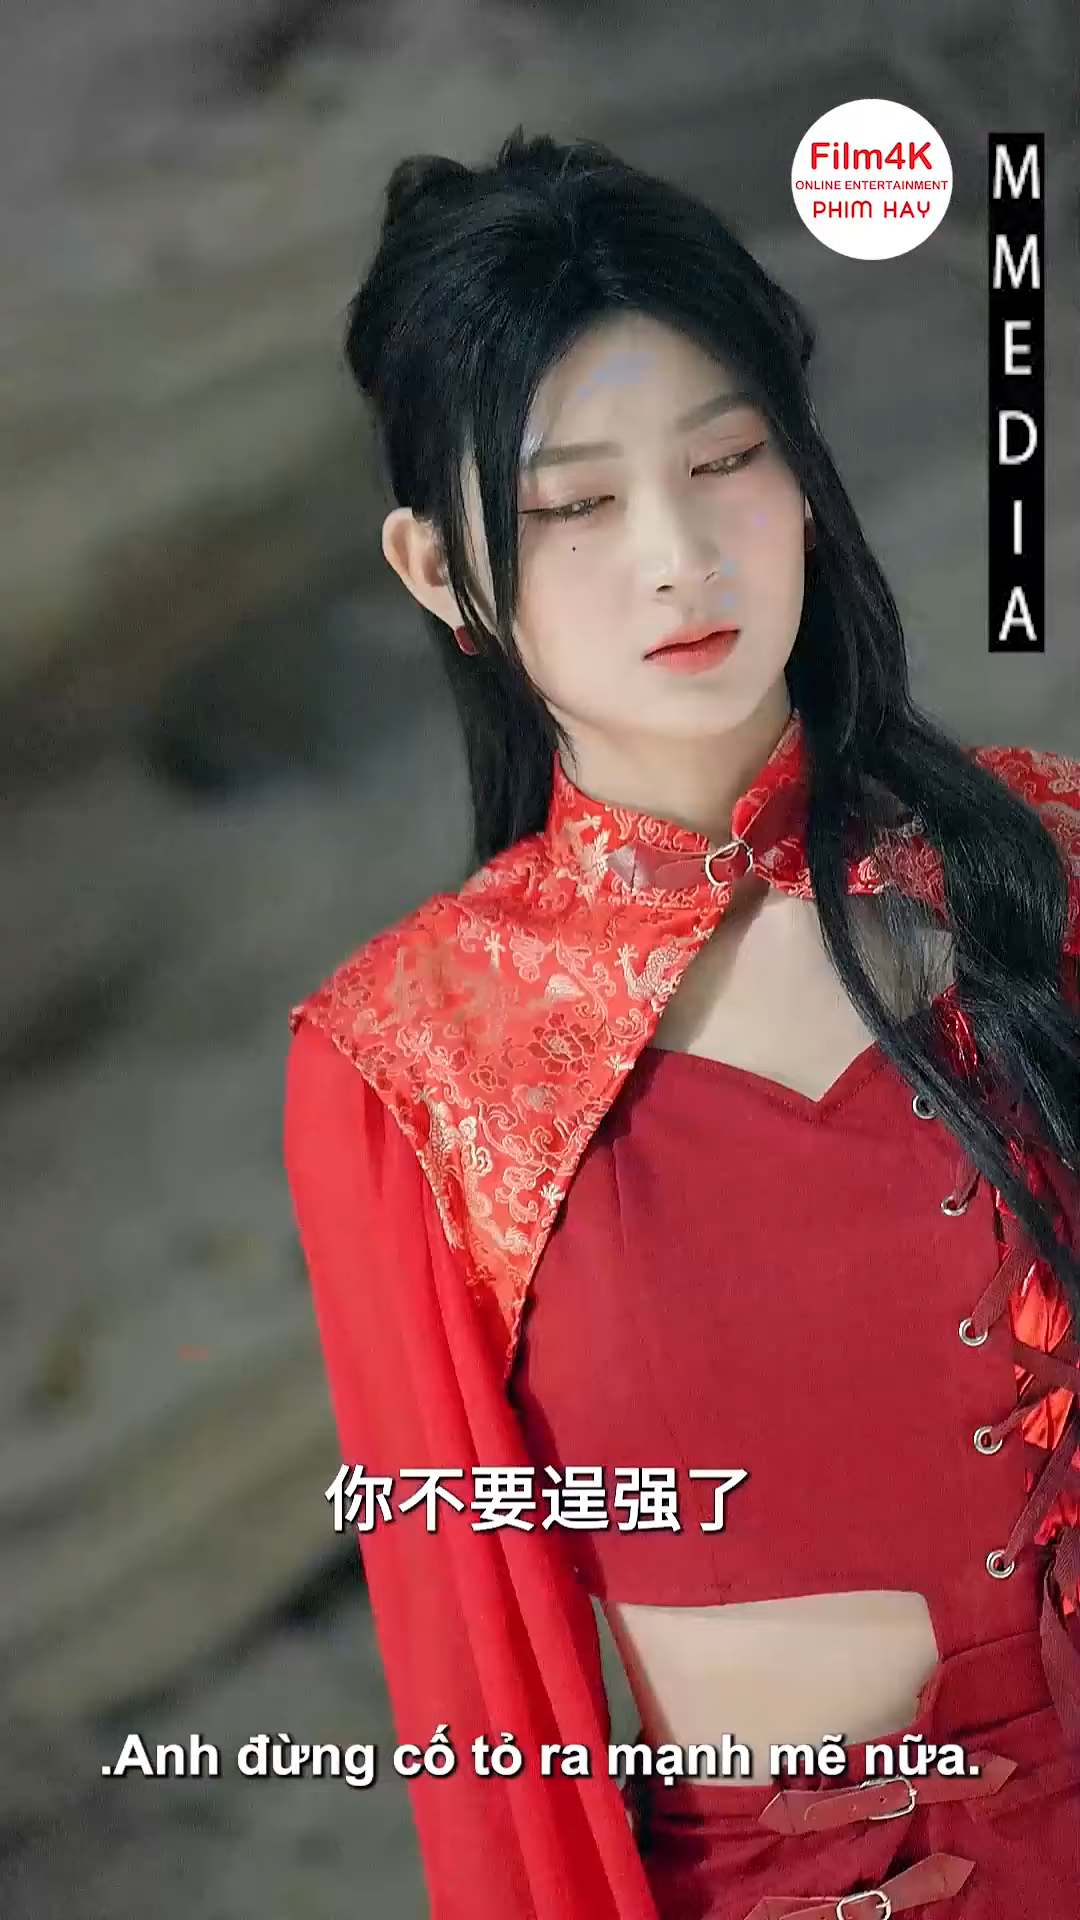 Film4K
ONLINE ENTERTAINMENT
PHIM HAY
MMEDIA
你不要逞强了
.Anh đừng cố tỏ ra mạnh mẽ nữa.